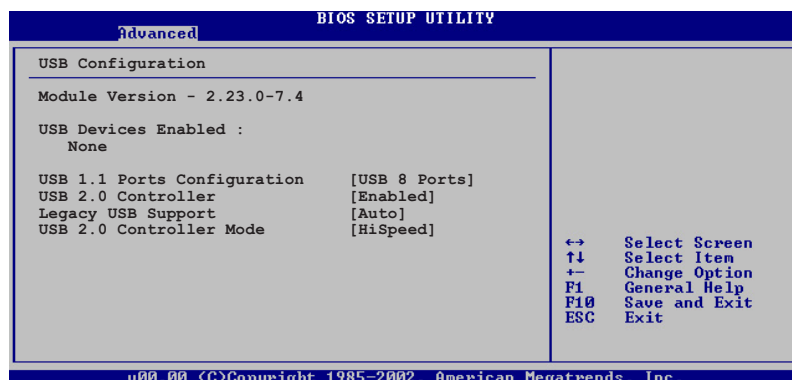 BIOS SETUP UTILITY
Advanced
USB Configuration
Module Version - 2.23.0-7.4
USB Devices Enabled :
None
USB 1.1 Ports Configuration [USB 8 Ports]
USB 2.0 Controller [Enabled]
Legacy USB Support [Auto]
USB 2.0 Controller Mode [HiSpeed]
←→ Select Screen
↑↓ Select Item
+- Change Option
F1 General Help
F10 Save and Exit
ESC Exit
v00.00 (C)Copyright 1985-2002, American Megatrends, Inc